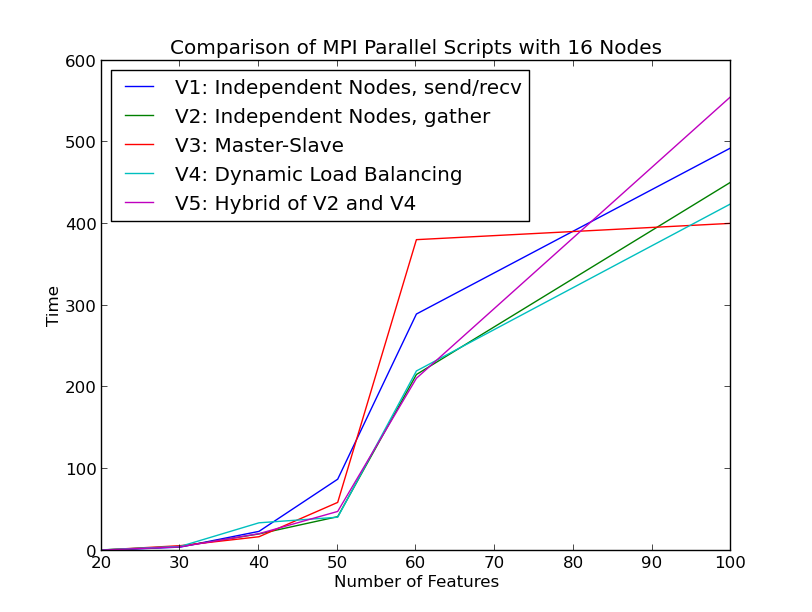 Comparison of MPI Parallel Scripts with 16 Nodes
600
500
400
300
200
100
0
Time
V1: Independent Nodes, send/recv
V2: Independent Nodes, gather
V3: Master-Slave
V4: Dynamic Load Balancing
V5: Hybrid of V2 and V4
20 30 40 50 60 70 80 90 100
Number of Features